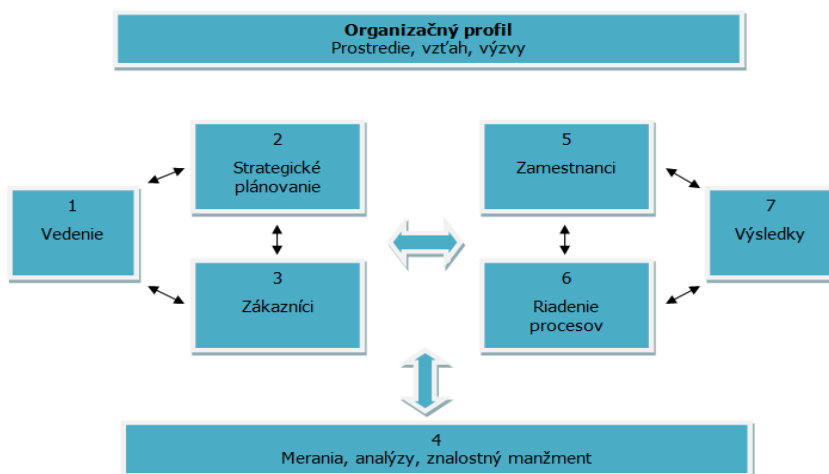 Organizačný profil
Prostredie, vzťah, výzvy
1
Vedenie
2
Strategické
plánovanie
3
Zákazníci
5
Zamestnanci
6
Riadenie
procesov
7
Výsledky
4
Merania, analýzy, znalostný manžment